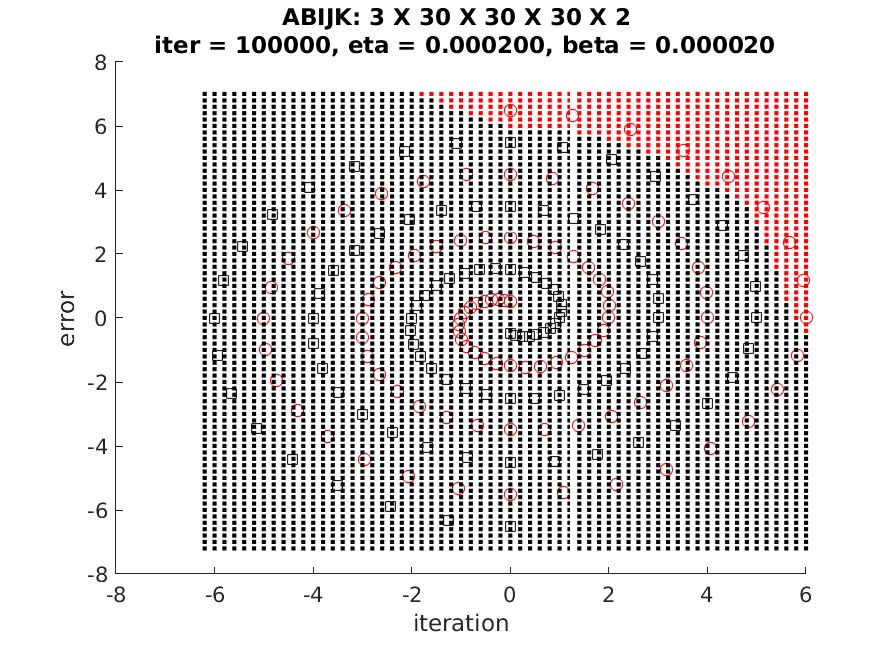 ABIJK: 3 X 30 X 30 X 30 X 2
iter = 100000, eta = 0.000200, beta = 0.000020
8
6
4
2
0
-2
-4
-6
-8
error
-8 -6 -4 -2 0 2 4 6
iteration